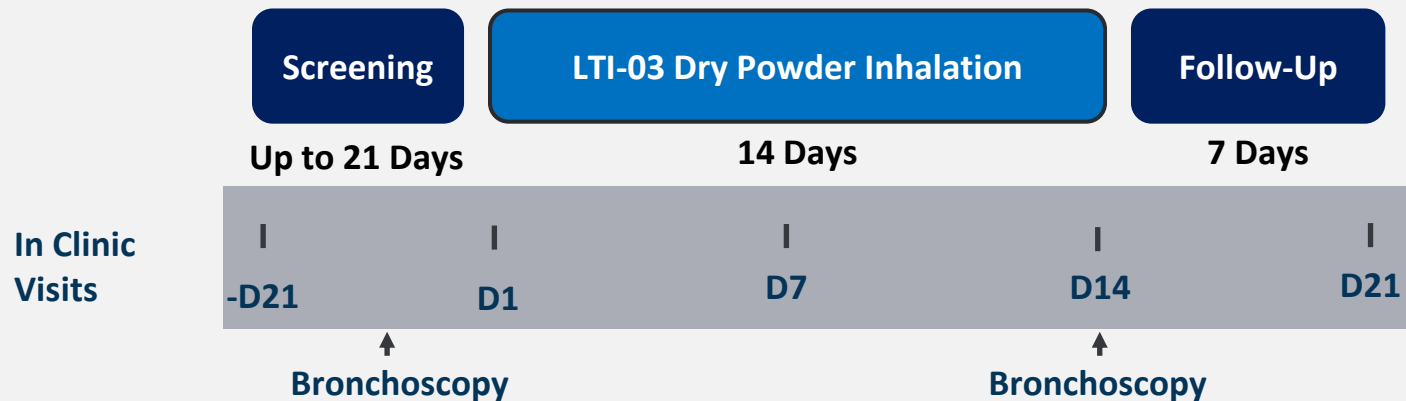 Screening
LTI-03 Dry Powder Inhalation
Follow-Up
Up to 21 Days
14 Days
7 Days
In Clinic
Visits
-D21
D1
D7
D14
D21
Bronchoscopy
Bronchoscopy